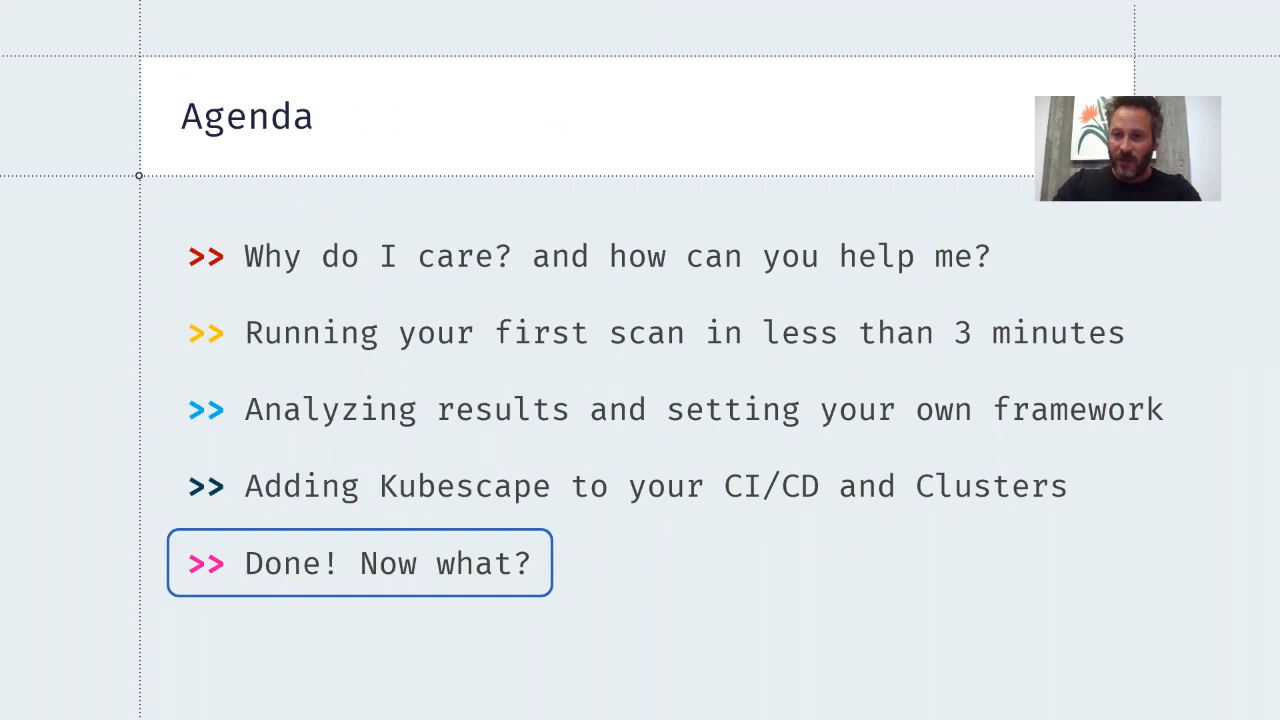 Agenda
>> Why do I care? and how can you help me?
>> Running your first scan in less than 3 minutes
>> Analyzing results and setting your own framework
>> Adding Kubescape to your CI/CD and Clusters
>> Done! Now what?